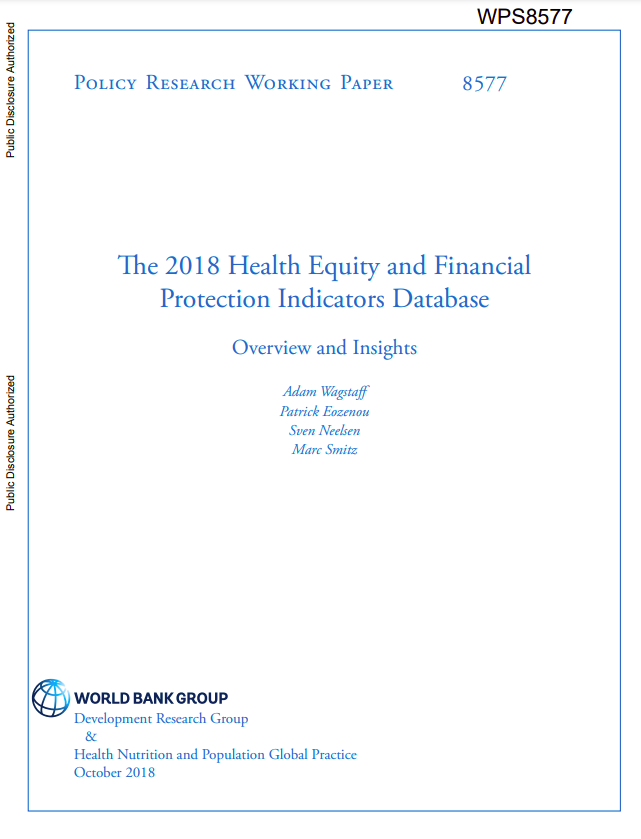 WPS8577
Public Disclosure Authorized
POLICY RESEARCH WORKING PAPER 8577
The 2018 Health Equity and Financial
Protection Indicators Database
Overview and Insights
Adam Wagstaff
Patrick Eozenou
Sven Neelsen
Marc Smitz
Public Disclosure Authorized
WORLD BANK GROUP
Development Research Group
&
Health Nutrition and Population Global Practice
October 2018